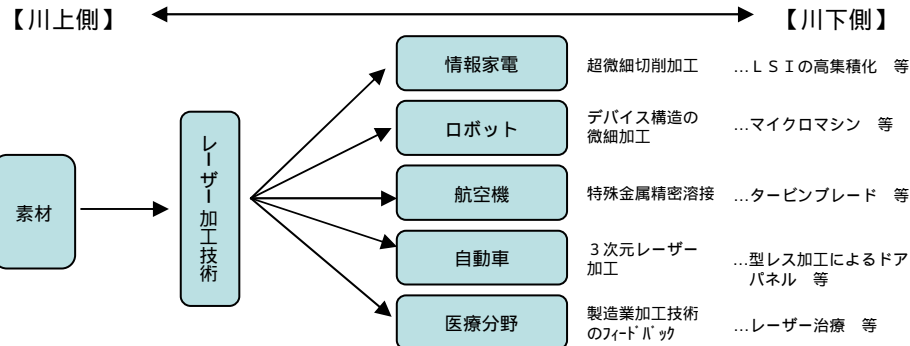 【川上側】
【川下側】
素材
レーザー加工技術
情報家電
超微細切削加工
…ＬＳＩの高集積化　等
ロボット
デバイス構造の
微細加工
…マイクロマシン　等
航空機
特殊金属精密溶接
…タービンブレード　等
自動車
３次元レーザー
加工
…型レス加工によるドア
パネル　等
医療分野
製造業加工技術
のﾌｨｰﾄﾞﾊﾞｯｸ
…レーザー治療　等